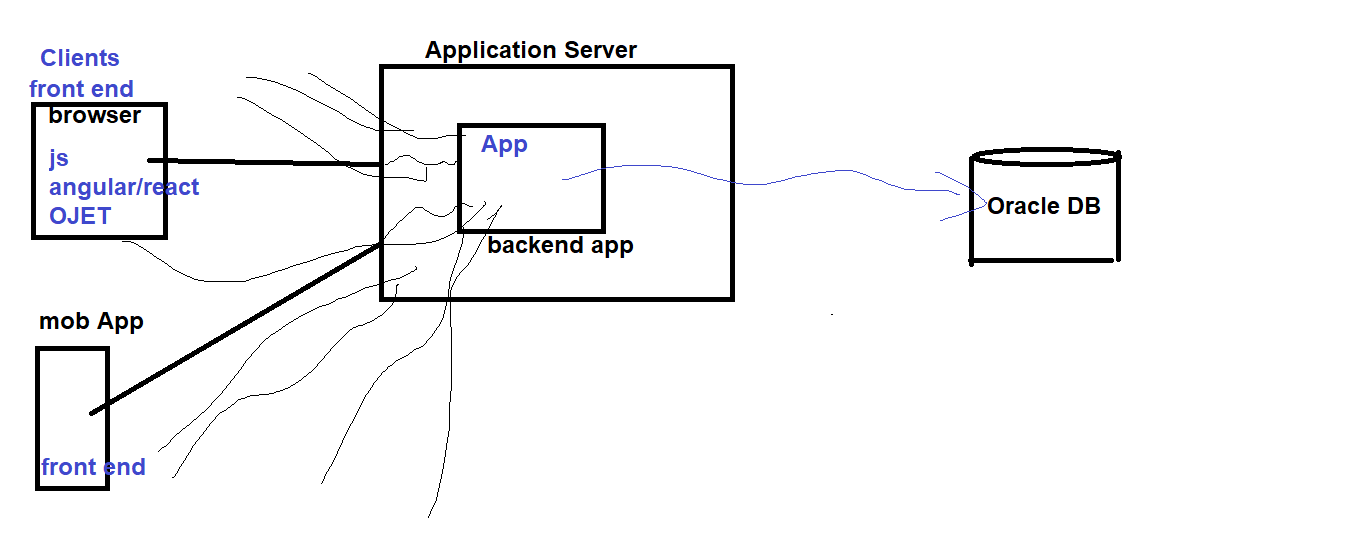 Application Server
Clients
front end
browser
js
angular/react
OJET
App
backend app
Oracle DB
mob App
front end